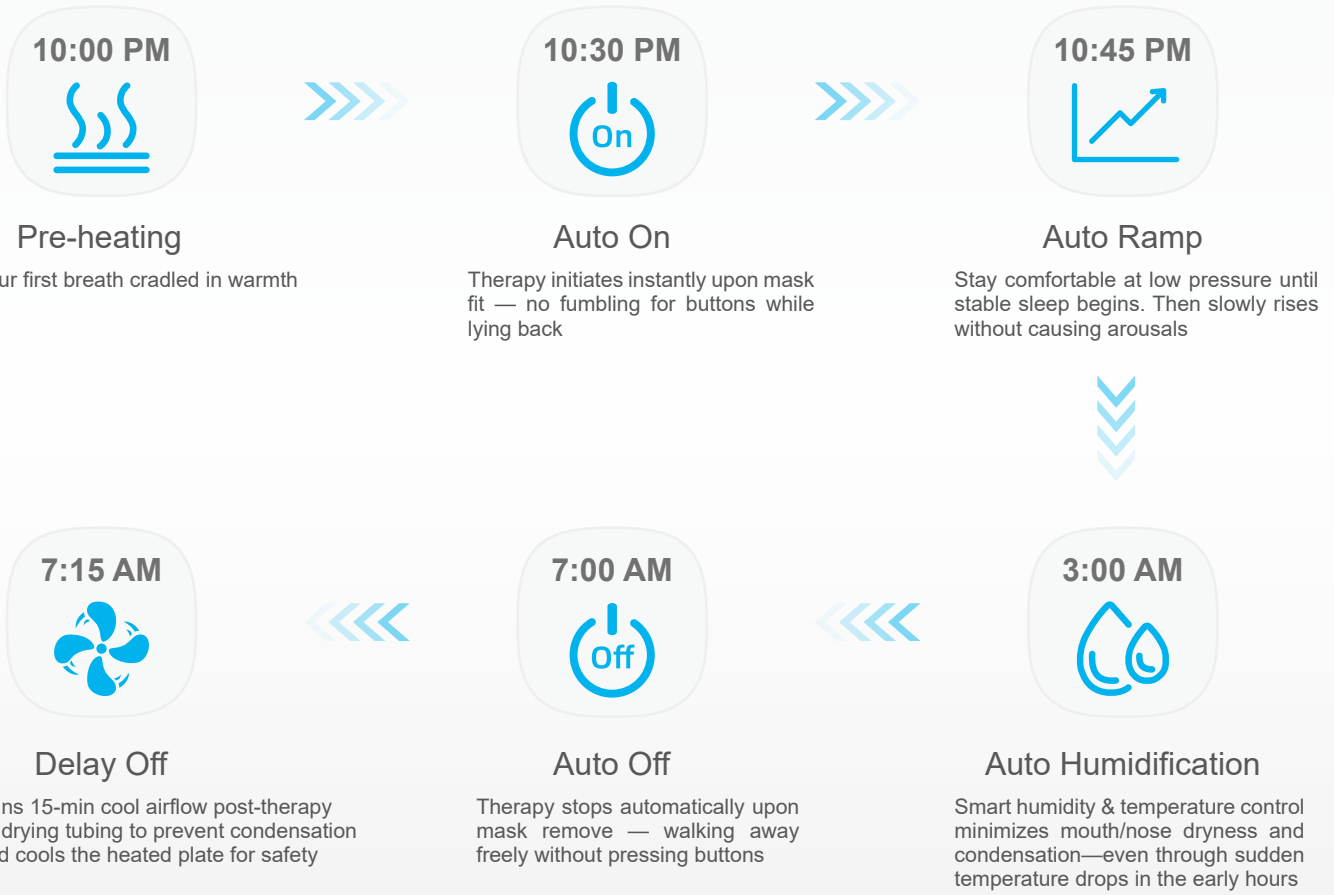 10:00 PM
10:30 PM
10:45 PM
On
Pre-heating
Auto On
Auto Ramp
first breath cradled in warmth
Therapy initiates instantly upon mask
fit — no fumbling for buttons while
lying back
Stay comfortable at low pressure until
stable sleep begins. Then slowly rises
without causing arousals
7:15 AM
7:00 AM
3:00 AM
Off
Delay Off
Auto Off
Auto Humidification
15-min cool airflow post-therapy
drying tubing to prevent condensation
cools the heated plate for safety
Therapy stops automatically upon
mask remove — walking away
freely without pressing buttons
Smart humidity & temperature control
minimizes mouth/nose dryness and
condensation—even through sudden
temperature drops in the early hours